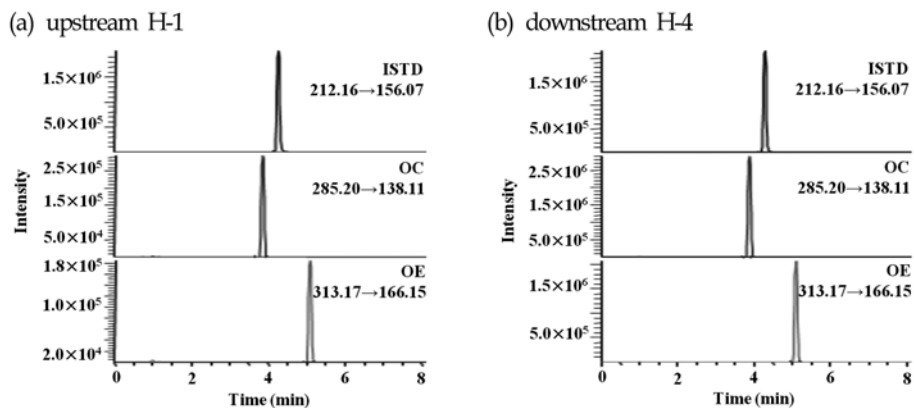 (a) upstream H-1
ISTD
212.16→156.07
1.5×10⁶
5.0×10⁵
OC
285.20→138.11
2.5×10⁵
1.5×10⁵
5.0×10⁴
OE
313.17→166.15
1.8×10⁵
1.0×10⁵
2.0×10⁴
Intensity
0 2 4 6 8
Time (min)
(b) downstream H-4
ISTD
212.16→156.07
1.5×10⁶
5.0×10⁵
OC
285.20→138.11
2.5×10⁶
1.5×10⁶
5.0×10⁵
OE
313.17→166.15
1.5×10⁶
5.0×10⁵
Intensity
0 2 4 6 8
Time (min)